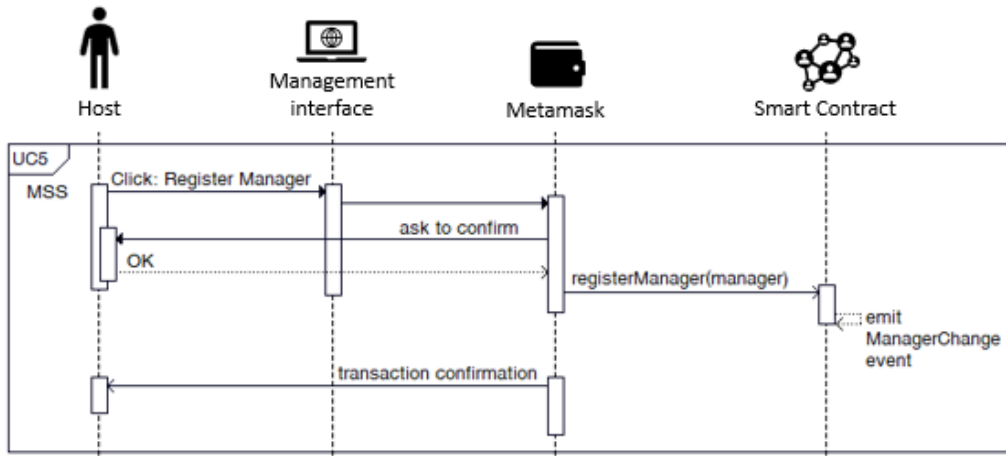 Host
Management
interface
Metamask
Smart Contract
UC5
MSS
Click: Register Manager
ask to confirm
OK
registerManager(manager)
emit
ManagerChange
event
transaction confirmation